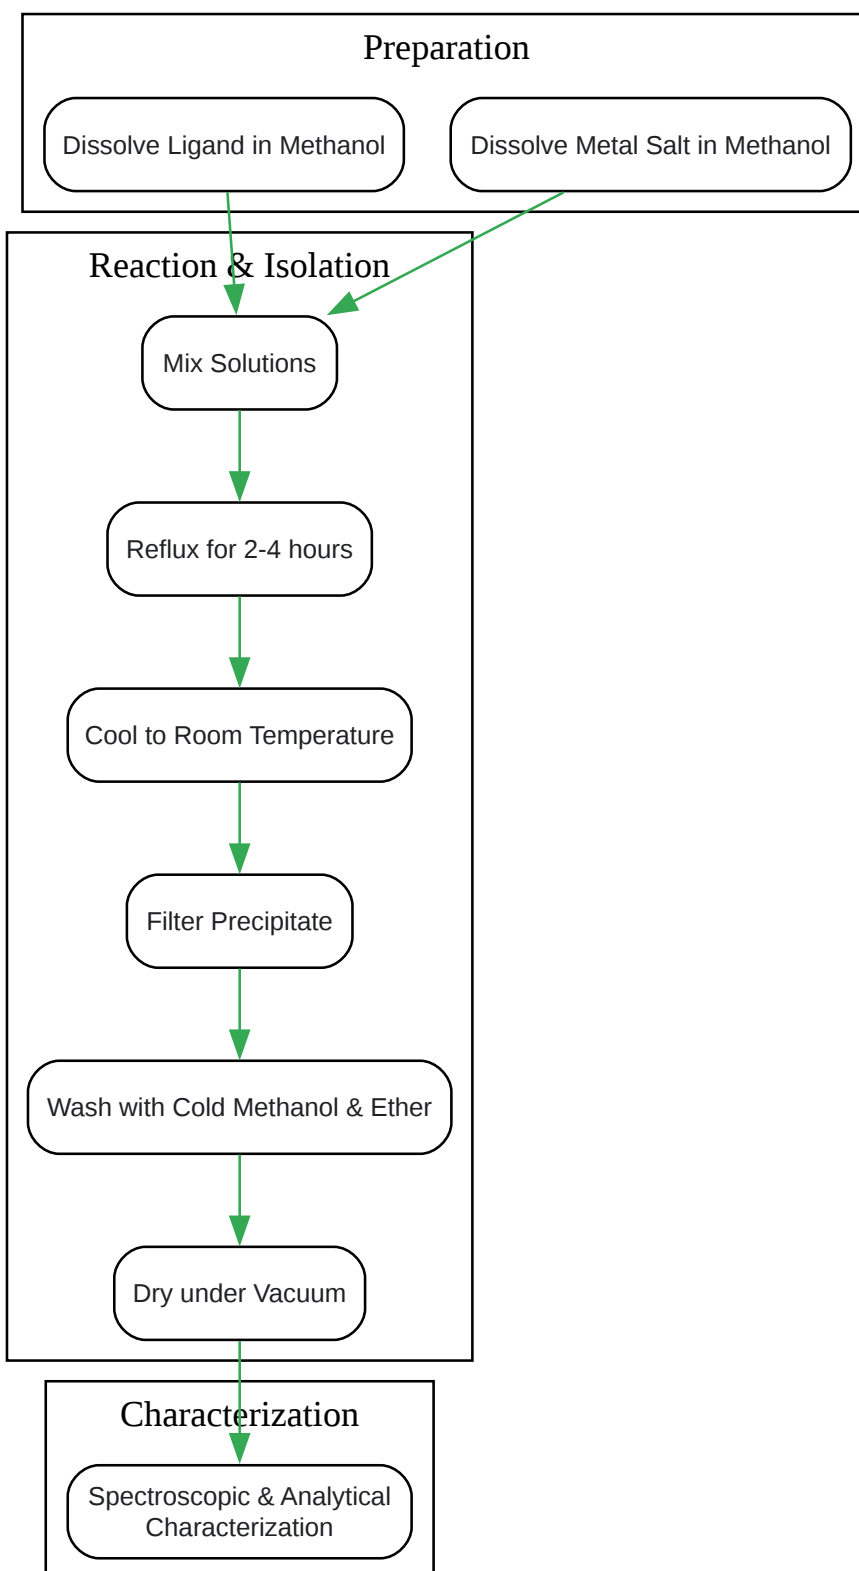 Preparation
Dissolve Ligand in Methanol
Dissolve Metal Salt in Methanol
Reaction & Isolation
Mix Solutions
Reflux for 2-4 hours
Cool to Room Temperature
Filter Precipitate
Wash with Cold Methanol & Ether
Dry under Vacuum
Characterization
Spectroscopic & Analytical
Characterization